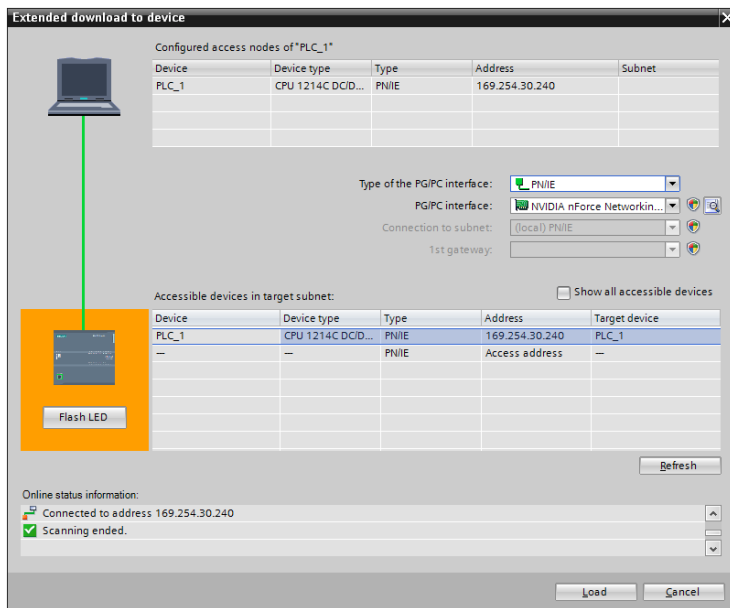 Extended download to device
Configured access nodes of "PLC_1"
Device Device type Type Address Subnet
PLC_1 CPU 1214C DC/D... PN/IE 169.254.30.240
Type of the PG/PC interface: PN/IE
PG/PC interface: NVIDIA nForce Networkin...
Connection to subnet: (local) PN/IE
1st gateway:
Accessible devices in target subnet: Show all accessible devices
Device Device type Type Address Target device
PLC_1 CPU 1214C DC/D... PN/IE 169.254.30.240 PLC_1
— — PN/IE Access address —
Flash LED
Refresh
Online status information:
Connected to address 169.254.30.240
Scanning ended.
Load Cancel